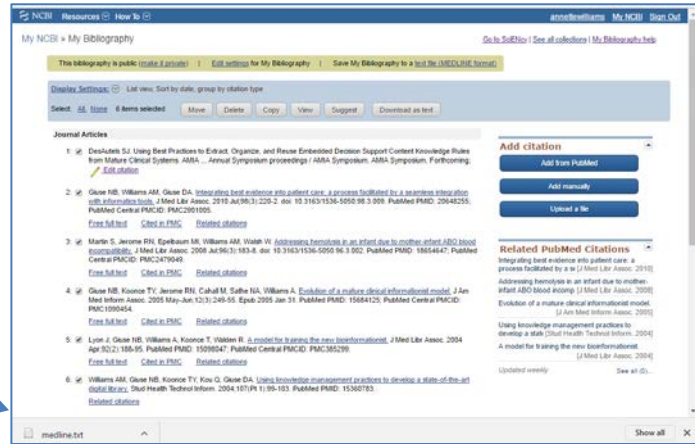 NCBI Resources How To annettewilliams My NCBI Sign Out
My NCBI » My Bibliography Go to SciENcv | See all collections | My Bibliography help
This bibliography is public (make it private) | Edit settings for My Bibliography | Save My Bibliography to a text file (MEDLINE format)
Display Settings: List view, Sort by date, group by citation type
Select: All, None 6 items selected Move Delete Copy View Suggest Download as text
Journal Articles
1: DesAutels SJ. Using Best Practices to Extract, Organize, and Reuse Embedded Decision Support Content Knowledge Rules
from Mature Clinical Systems. AMIA ... Annual Symposium proceedings / AMIA Symposium. AMIA Symposium. Forthcoming;
Edit citation
2: Giuse NB, Williams AM, Giuse DA. Integrating best evidence into patient care: a process facilitated by a seamless integration
with informatics tools. J Med Libr Assoc. 2010 Jul;98(3):220-2. doi: 10.3163/1536-5050.98.3.009. PubMed PMID: 20648255;
PubMed Central PMCID: PMC2901005.
Free full text Cited in PMC Related citations
3: Martin S, Jerome RN, Epelbaum MI, Williams AM, Walsh W. Addressing hemolysis in an infant due to mother-infant ABO blood
incompatibility. J Med Libr Assoc. 2008 Jul;96(3):183-8. doi: 10.3163/1536-5050.96.3.002. PubMed PMID: 18654647; PubMed
Central PMCID: PMC2479049.
Free full text Cited in PMC Related citations
4: Giuse NB, Koonce TY, Jerome RN, Cahall M, Sathe NA, Williams A. Evolution of a mature clinical informationist model. J Am
Med Inform Assoc. 2005 May-Jun;12(3):249-55. Epub 2005 Jan 31. PubMed PMID: 15684125; PubMed Central PMCID:
PMC1090454.
Free full text Cited in PMC Related citations
5: Lyon J, Giuse NB, Williams A, Koonce T, Walden R. A model for training the new bioinformationist. J Med Libr Assoc. 2004
Apr;92(2):188-95. PubMed PMID: 15098047; PubMed Central PMCID: PMC385299.
Free full text Cited in PMC Related citations
6: Williams AM, Giuse NB, Koonce TY, Kou Q, Giuse DA. Using knowledge management practices to develop a state-of-the-art
digital library. Stud Health Technol Inform. 2004;107(Pt 1):99-103. PubMed PMID: 15360783.
Related citations
Add citation
Add from PubMed
Add manually
Upload a file
Related PubMed Citations
Integrating best evidence into patient care: a
process facilitated by a se [J Med Libr Assoc. 2010]
Addressing hemolysis in an infant due to mother-
infant ABO blood incomp [J Med Libr Assoc. 2008]
Evolution of a mature clinical informationist model.
[J Am Med Inform Assoc. 2005]
Using knowledge management practices to
develop a state [Stud Health Technol Inform. 2004]
A model for training the new bioinformationist.
[J Med Libr Assoc. 2004]
Updated weekly See all (5)..
medline.txt Show all